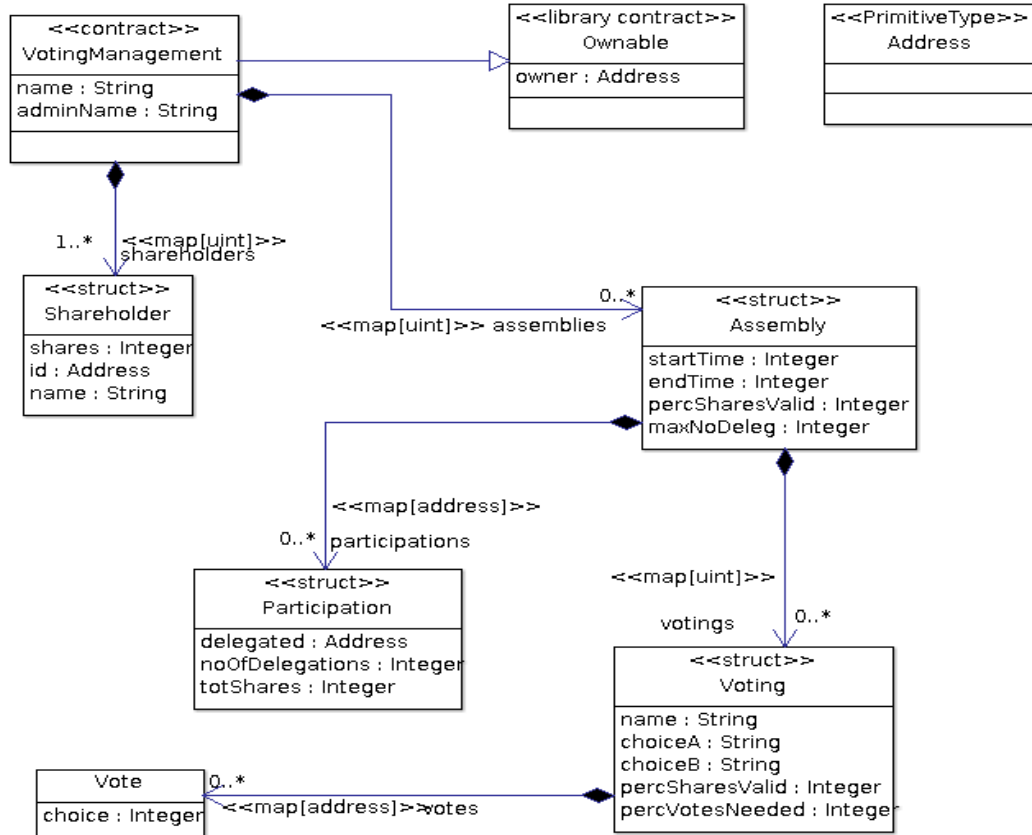 <<contract>>
VotingManagement
name : String
adminName : String
<<library contract>>
Ownable
owner : Address
<<PrimitiveType>>
Address
1..*
<<map[uint]>>
shareholders
<<struct>>
Shareholder
shares : Integer
id : Address
name : String
0..*
<<map[uint]>> assemblies
<<struct>>
Assembly
startTime : Integer
endTime : Integer
percSharesValid : Integer
maxNoDeleg : Integer
<<map[address]>>
0..* participations
<<struct>>
Participation
delegated : Address
noOfDelegations : Integer
totShares : Integer
<<map[uint]>>
0..*
votings
<<struct>>
Voting
name : String
choiceA : String
choiceB : String
percSharesValid : Integer
percVotesNeeded : Integer
0..*
<<map[address]>> votes
Vote
choice : Integer